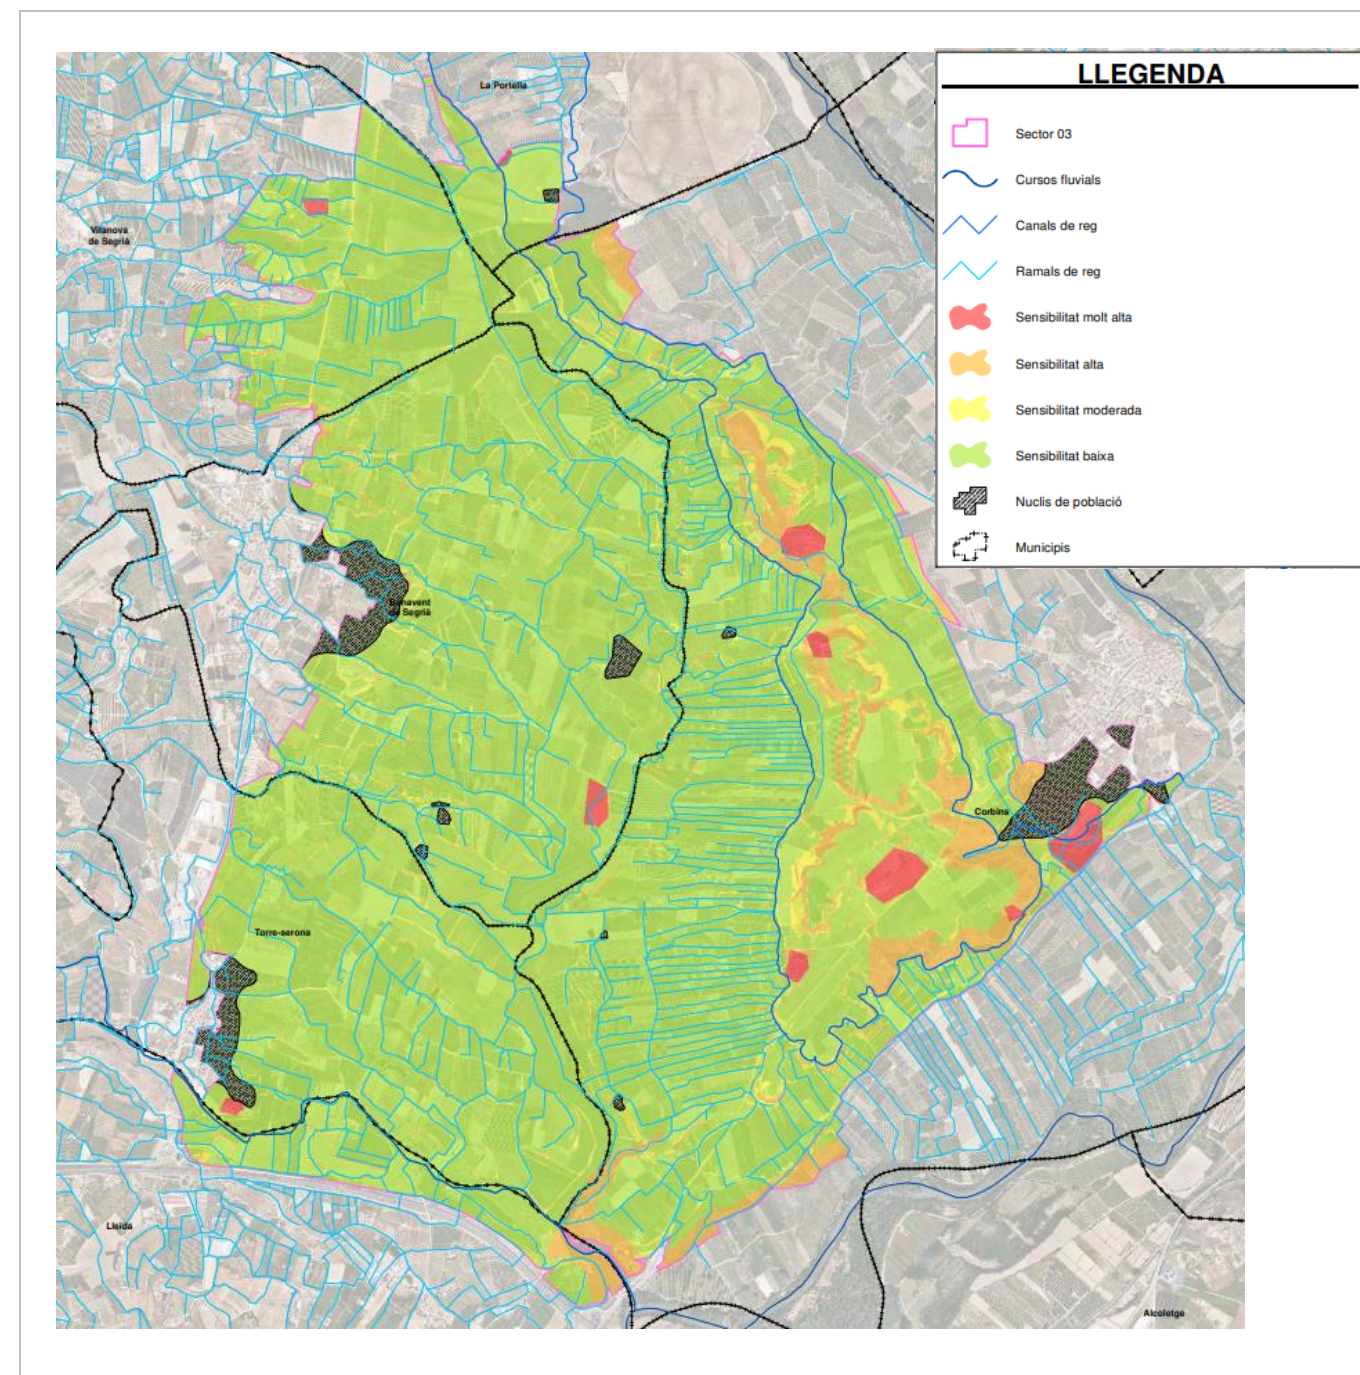 LLEGENDA
Sector 03
Cursos fluvials
Canals de reg
Ramals de reg
Sensibilitat molt alta
Sensibilitat alta
Sensibilitat moderada
Sensibilitat baixa
Nuclis de població
Municipis
La Portella
Vilanova
de Segrià
Benavent
de Segrià
Corbins
Torre-serona
Lleida
Alcoletge